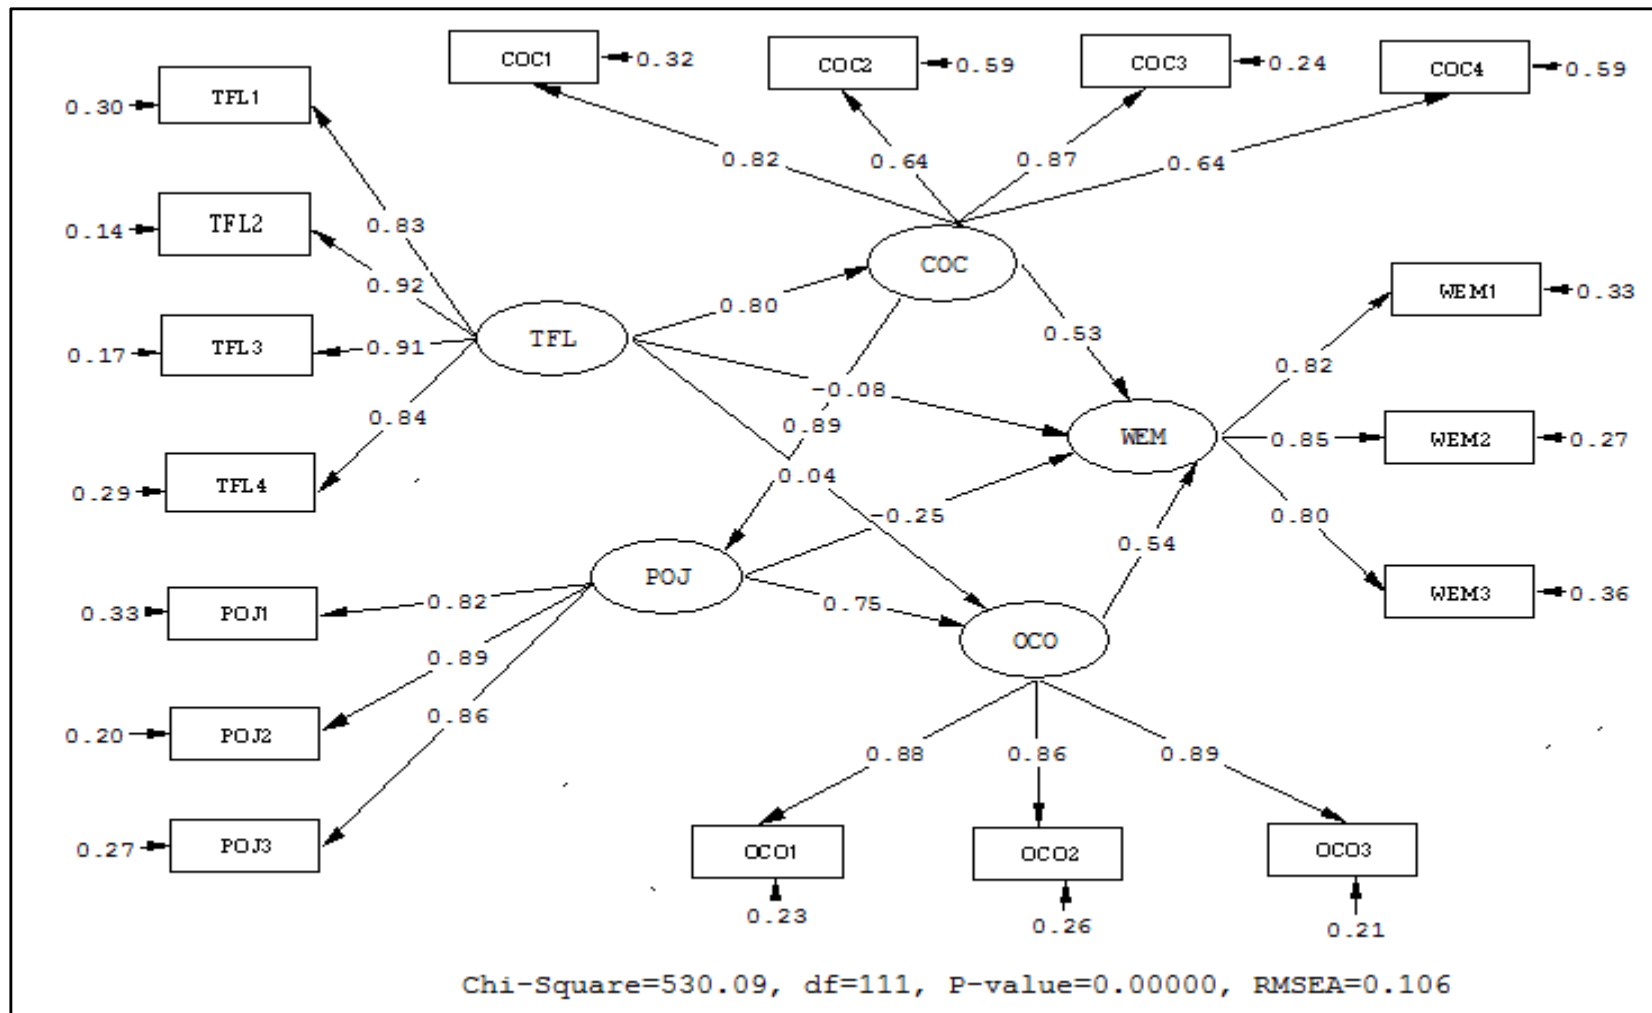 COC1
0.32
COC2
0.59
COC3
0.24
COC4
0.59
0.30
TFL1
0.82
0.64
0.87
0.64
0.14
TFL2
0.83
0.92
COC
0.17
TFL3
0.91
TFL
0.80
0.53
WEM1
0.33
0.84
-0.08
0.89
0.82
WEM
0.85
WEM2
0.27
0.29
TFL4
0.04
-0.25
0.54
0.80
POJ
0.75
WEM3
0.36
0.33
POJ1
0.82
OCO
0.89
0.20
POJ2
0.86
0.88
0.86
0.89
0.27
POJ3
OCO1
OCO2
OCO3
0.23
0.26
0.21
Chi-Square=530.09, df=111, P-value=0.00000, RMSEA=0.106